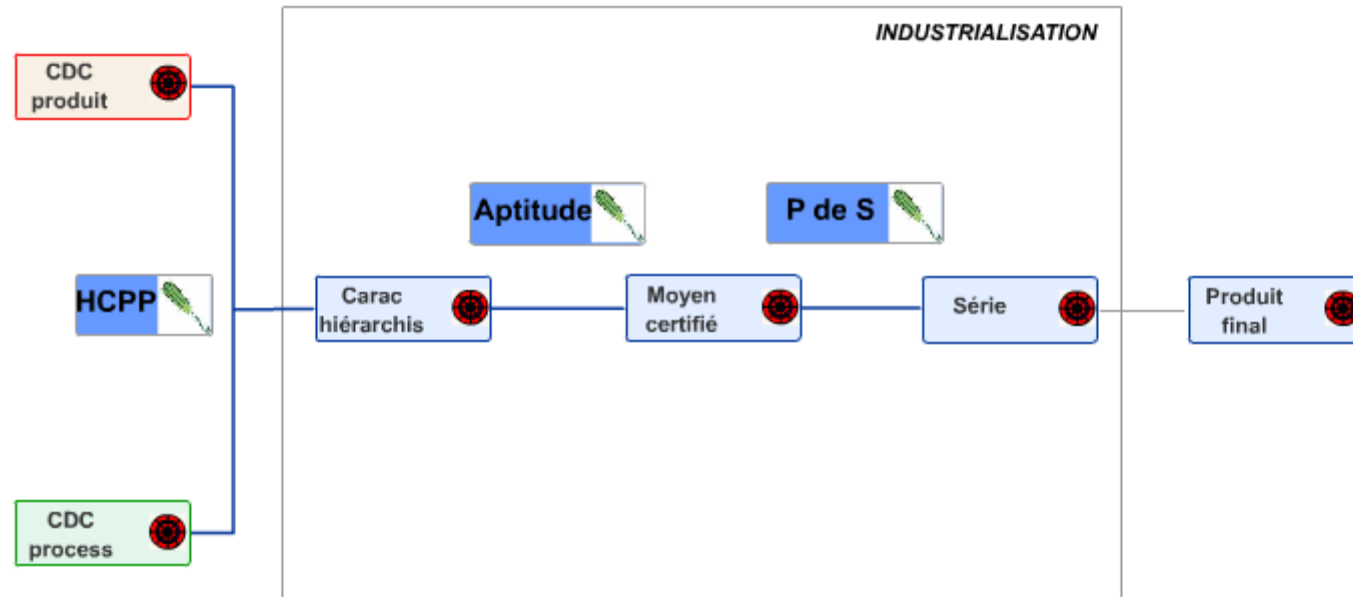 INDUSTRIALISATION
CDC
produit
Aptitude
P de S
HCPP
Carac
hiérarchis
Moyen
certifié
Série
Produit
final
CDC
process